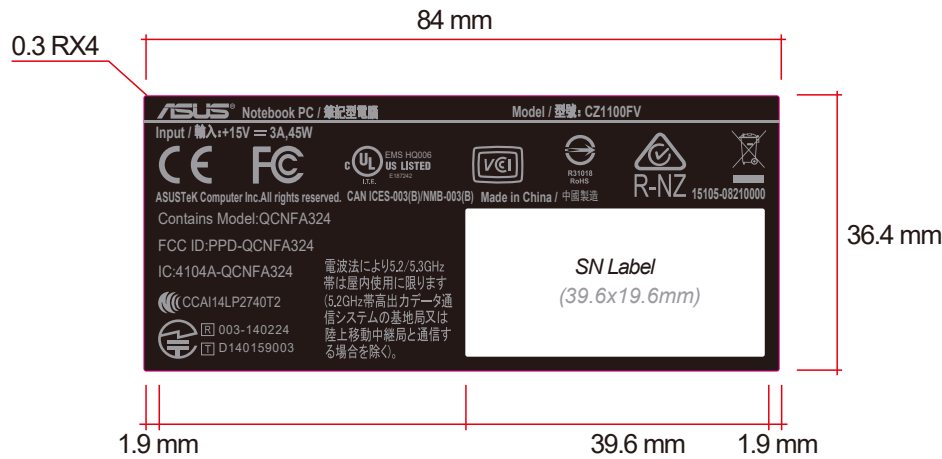 84 mm
0.3 RX4
ASUS® Notebook PC / 筆記型電腦 Model / 型號: CZ1100FV
Input / 輸入:+15V ⎓ 3A,45W
CE FC c UL US LISTED EMS HQ006 E187242 I.T.E. VCI R31018 RoHS R-NZ 15105-08210000
ASUSTeK Computer Inc.All rights reserved. CAN ICES-003(B)/NMB-003(B) Made in China / 中國製造
Contains Model:QCNFA324
FCC ID:PPD-QCNFA324
IC:4104A-QCNFA324
CCAI14LP2740T2
R 003-140224
T D140159003
電波法により5.2/5.3GHz
帯は屋内使用に限ります
(5.2GHz帯高出力データ通
信システムの基地局又は
陸上移動中継局と通信す
る場合を除く)。
SN Label
(39.6x19.6mm)
36.4 mm
1.9 mm 39.6 mm 1.9 mm